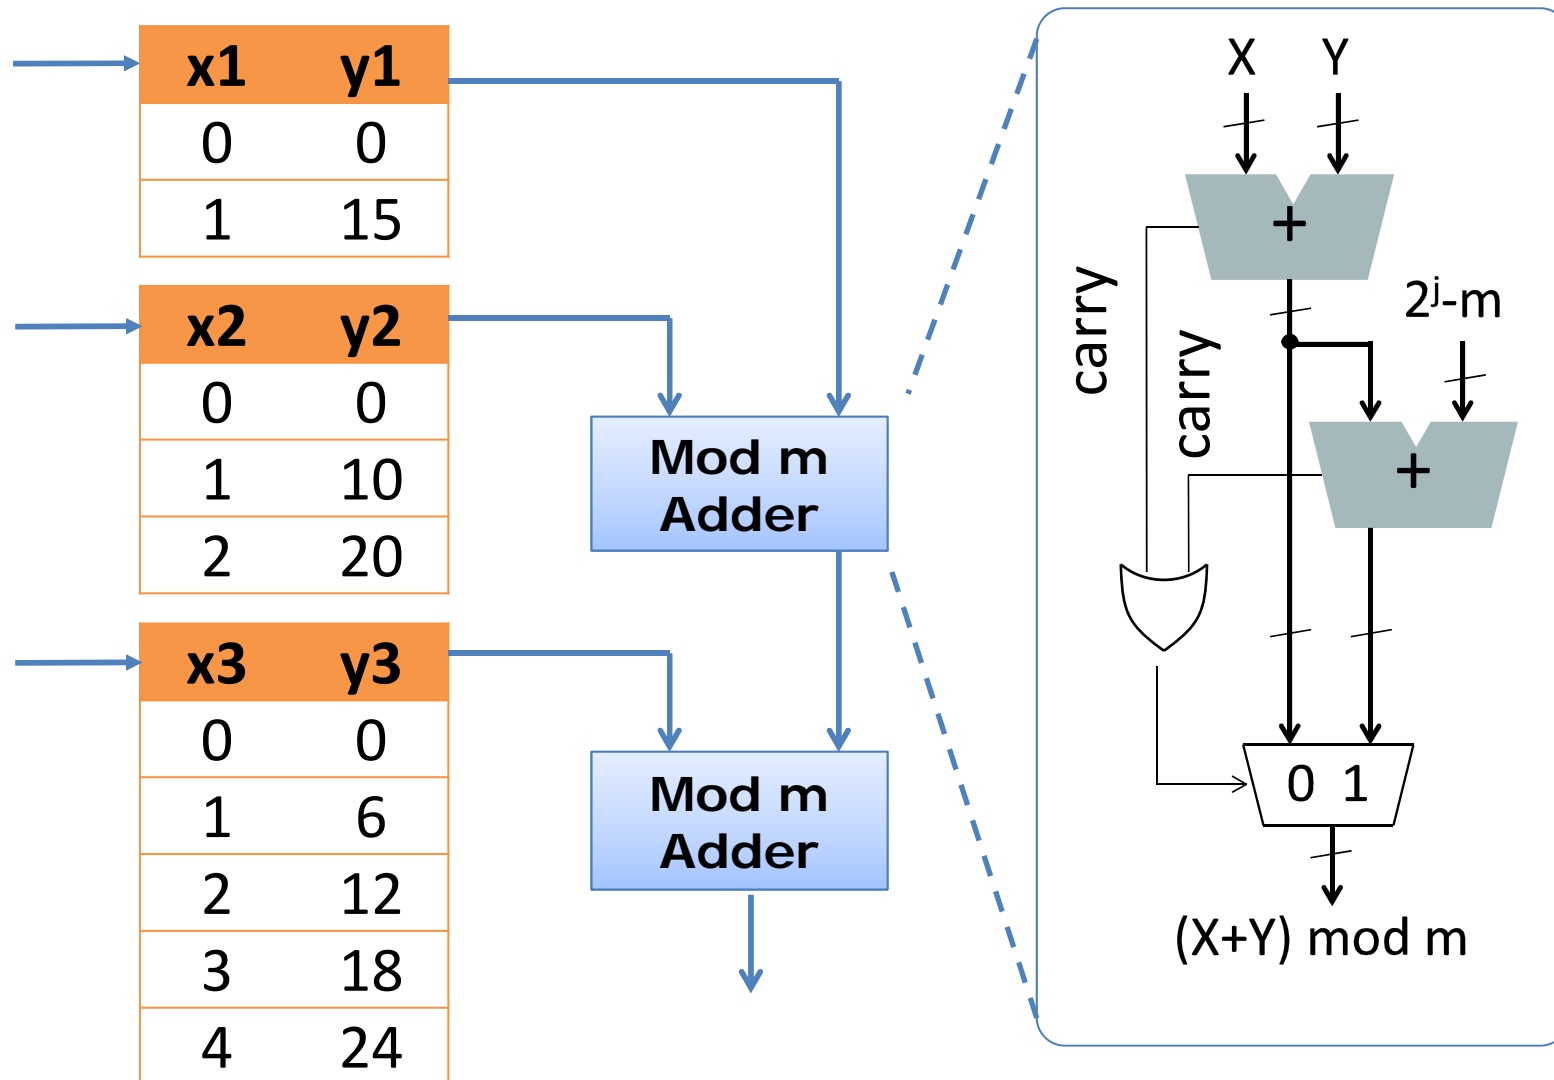 x1 y1
0 0
1 15
x2 y2
0 0
1 10
2 20
x3 y3
0 0
1 6
2 12
3 18
4 24
Mod m
Adder
Mod m
Adder
X Y
+
carry
carry
2ʲ-m
+
0 1
(X+Y) mod m